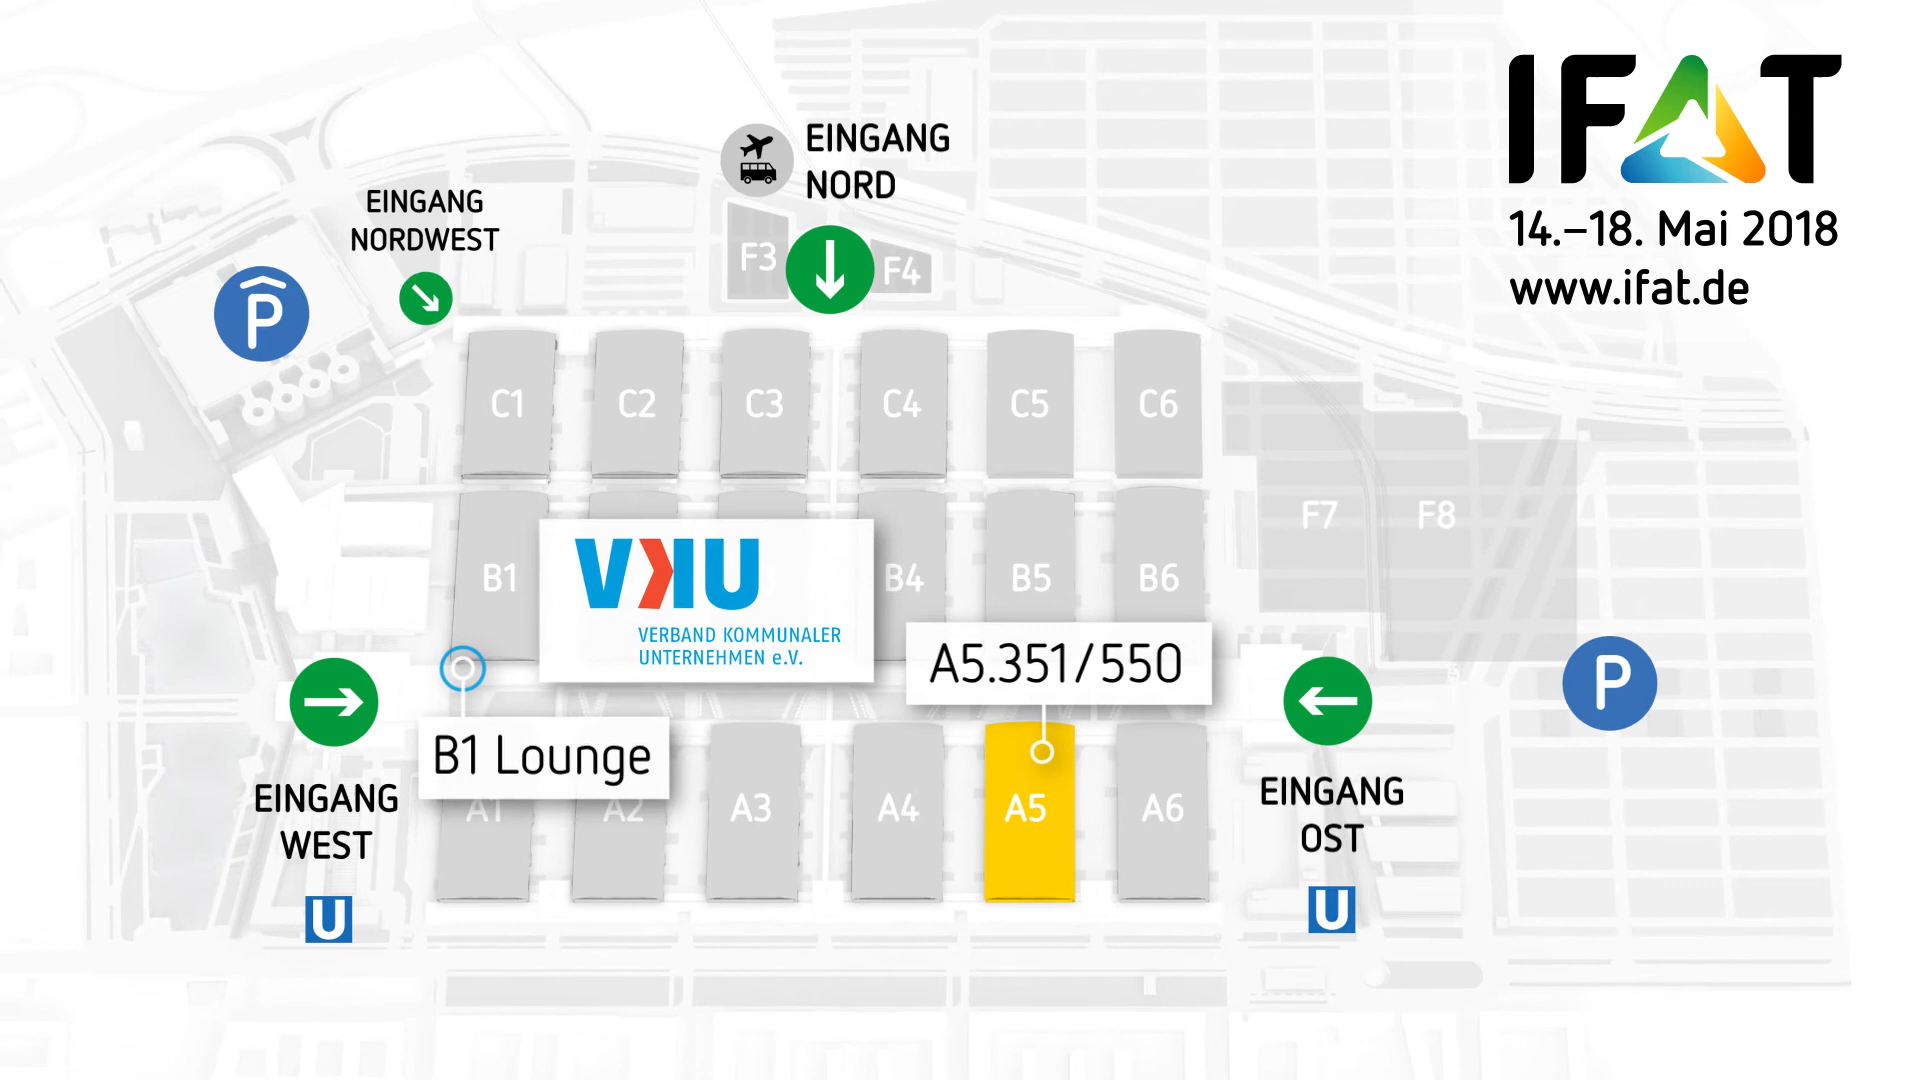 IFAT
14.–18. Mai 2018
www.ifat.de
EINGANG
NORD
EINGANG
NORDWEST
P
F3
F4
C1
C2
C3
C4
C5
C6
F7
F8
B1
VKU
VERBAND KOMMUNALER
UNTERNEHMEN e.V.
B4
B5
B6
A5.351/550
P
B1 Lounge
EINGANG
WEST
U
A1
A2
A3
A4
A5
A6
EINGANG
OST
U